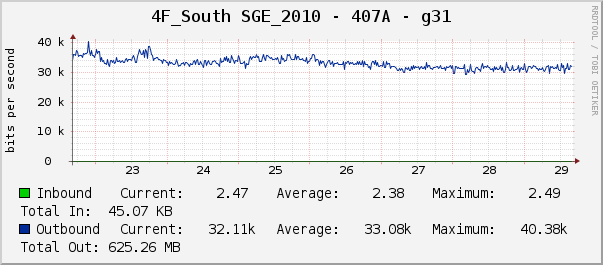 4F_South SGE_2010 - 407A - g31
RRDTOOL / TOBI OETIKER
bits per second
40 k
30 k
20 k
10 k
0
23 24 25 26 27 28 29
Inbound Current: 2.47 Average: 2.38 Maximum: 2.49
Total In: 45.07 KB
Outbound Current: 32.11k Average: 33.08k Maximum: 40.38k
Total Out: 625.26 MB